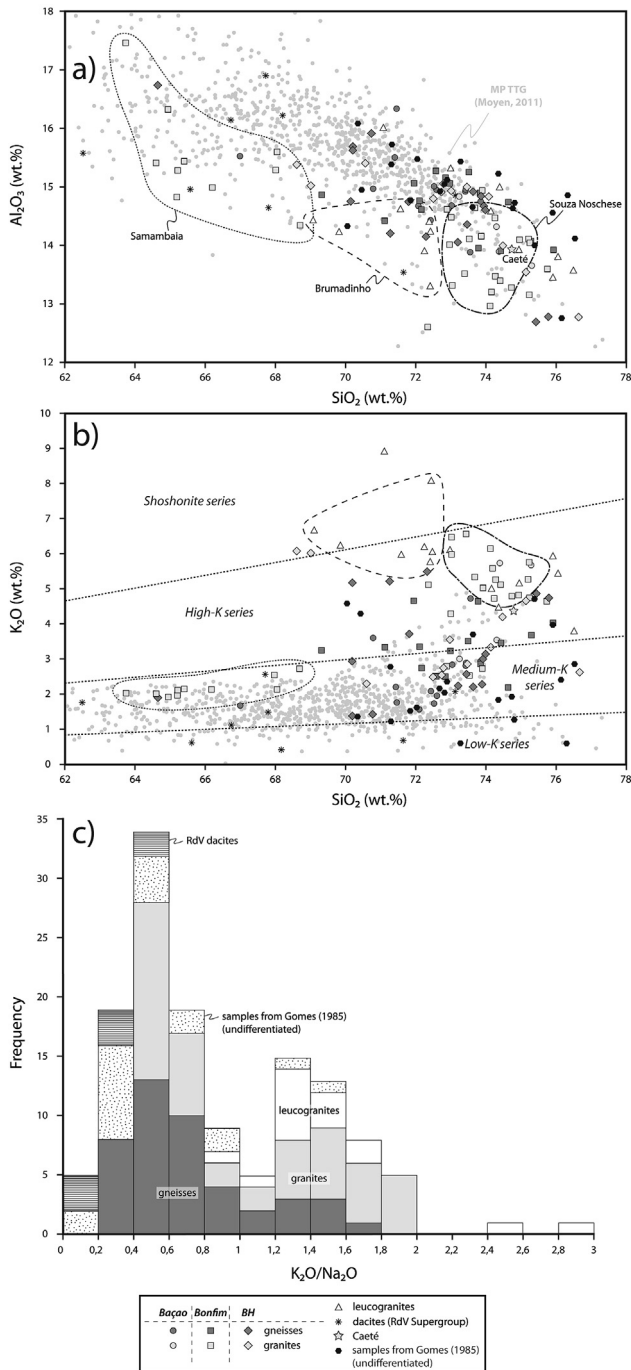 a)
18
17
16
15
14
13
12
Al₂O₃ (wt.%)
MP TTG
(Moyen, 2011)
Souza Noschese
Samambaia
Caeté
Brumadinho
62 64 66 68 70 72 74 76 78
SiO₂ (wt.%)
b)
10
9
8
7
6
5
4
3
2
1
0
K₂O (wt.%)
Shoshonite series
High-K series
Medium-K
series
Low-K series
62 64 66 68 70 72 74 76 78
SiO₂ (wt.%)
c)
35
30
25
20
15
10
5
0
Frequency
RdV dacites
samples from Gomes (1985)
(undifferentiated)
leucogranites
granites
gneisses
0 0,2 0,4 0,6 0,8 1 1,2 1,4 1,6 1,8 2 2,2 2,4 2,6 2,8 3
K₂O/Na₂O
Baçao Bonfim BH
gneisses
granites
leucogranites
dacites (RdV Supergroup)
Caeté
samples from Gomes (1985)
(undifferentiated)